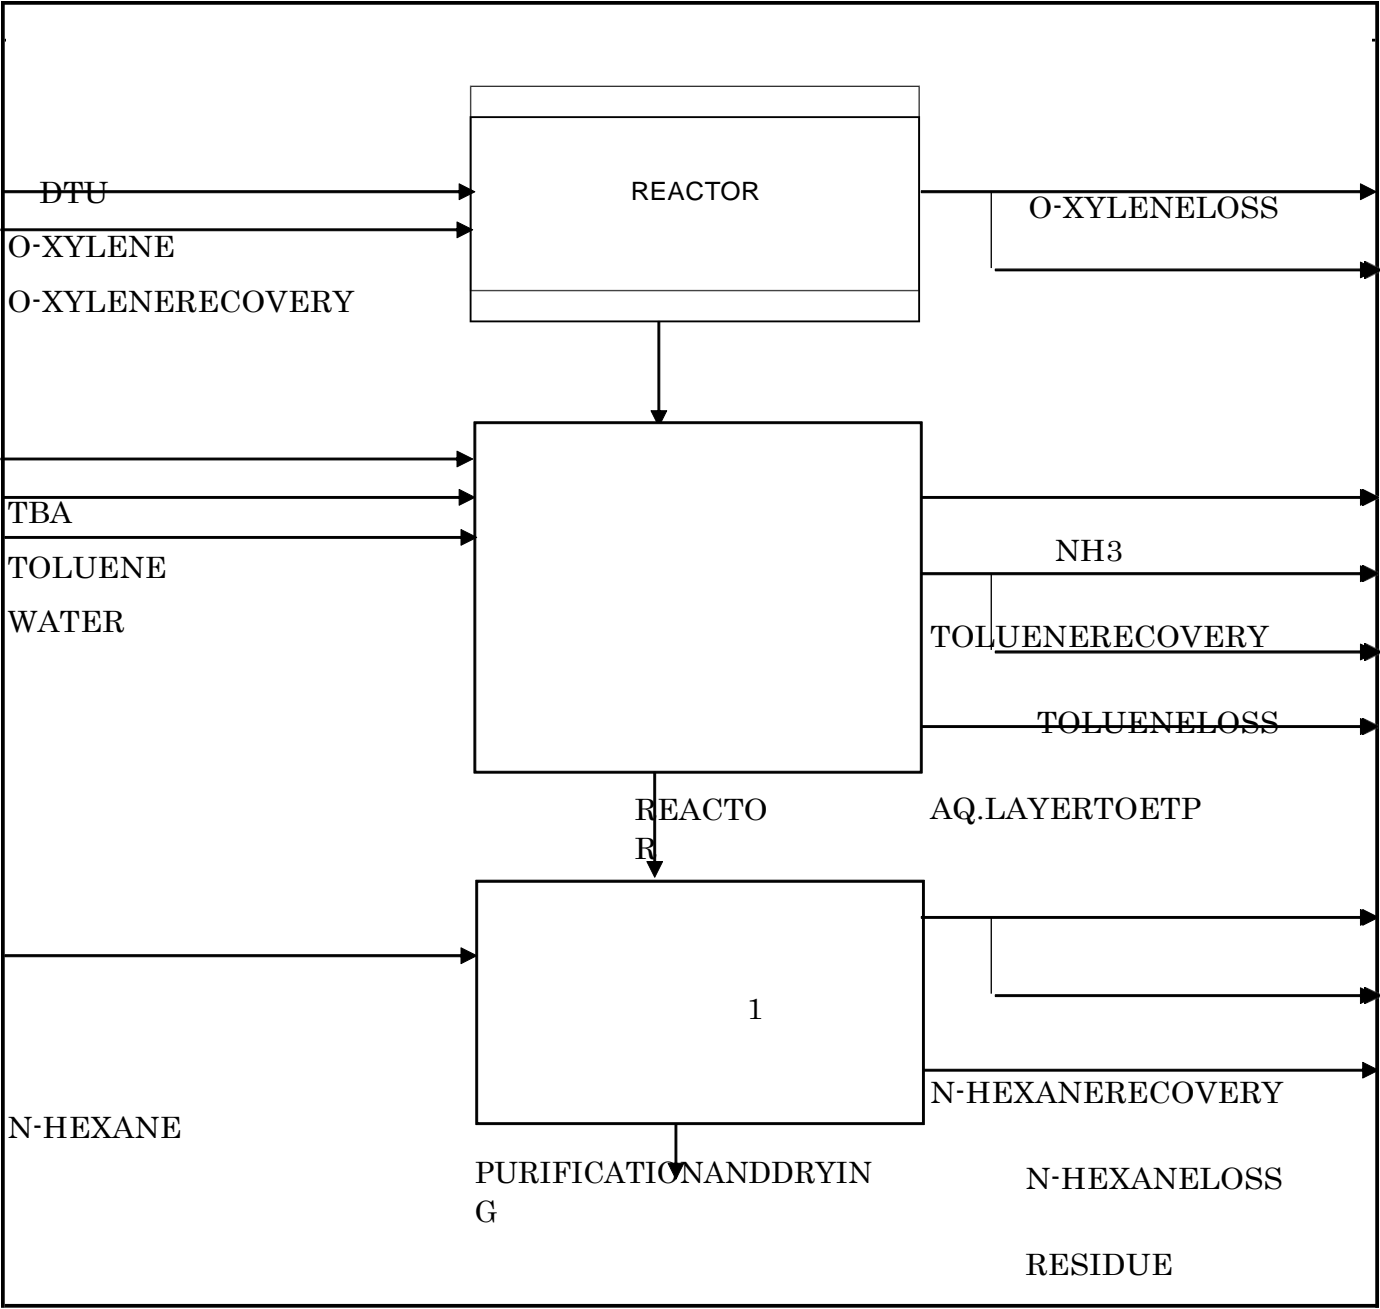 DTU
REACTOR
O-XYLENELOSS
O-XYLENE
O-XYLENERECOVERY
TBA
NH3
TOLUENE
WATER
TOLUENERECOVERY
TOLUENELOSS
REACTO
R
AQ.LAYERTOETP
1
N-HEXANERECOVERY
N-HEXANE
PURIFICATIONANDDRYIN
G
N-HEXANELOSS
RESIDUE